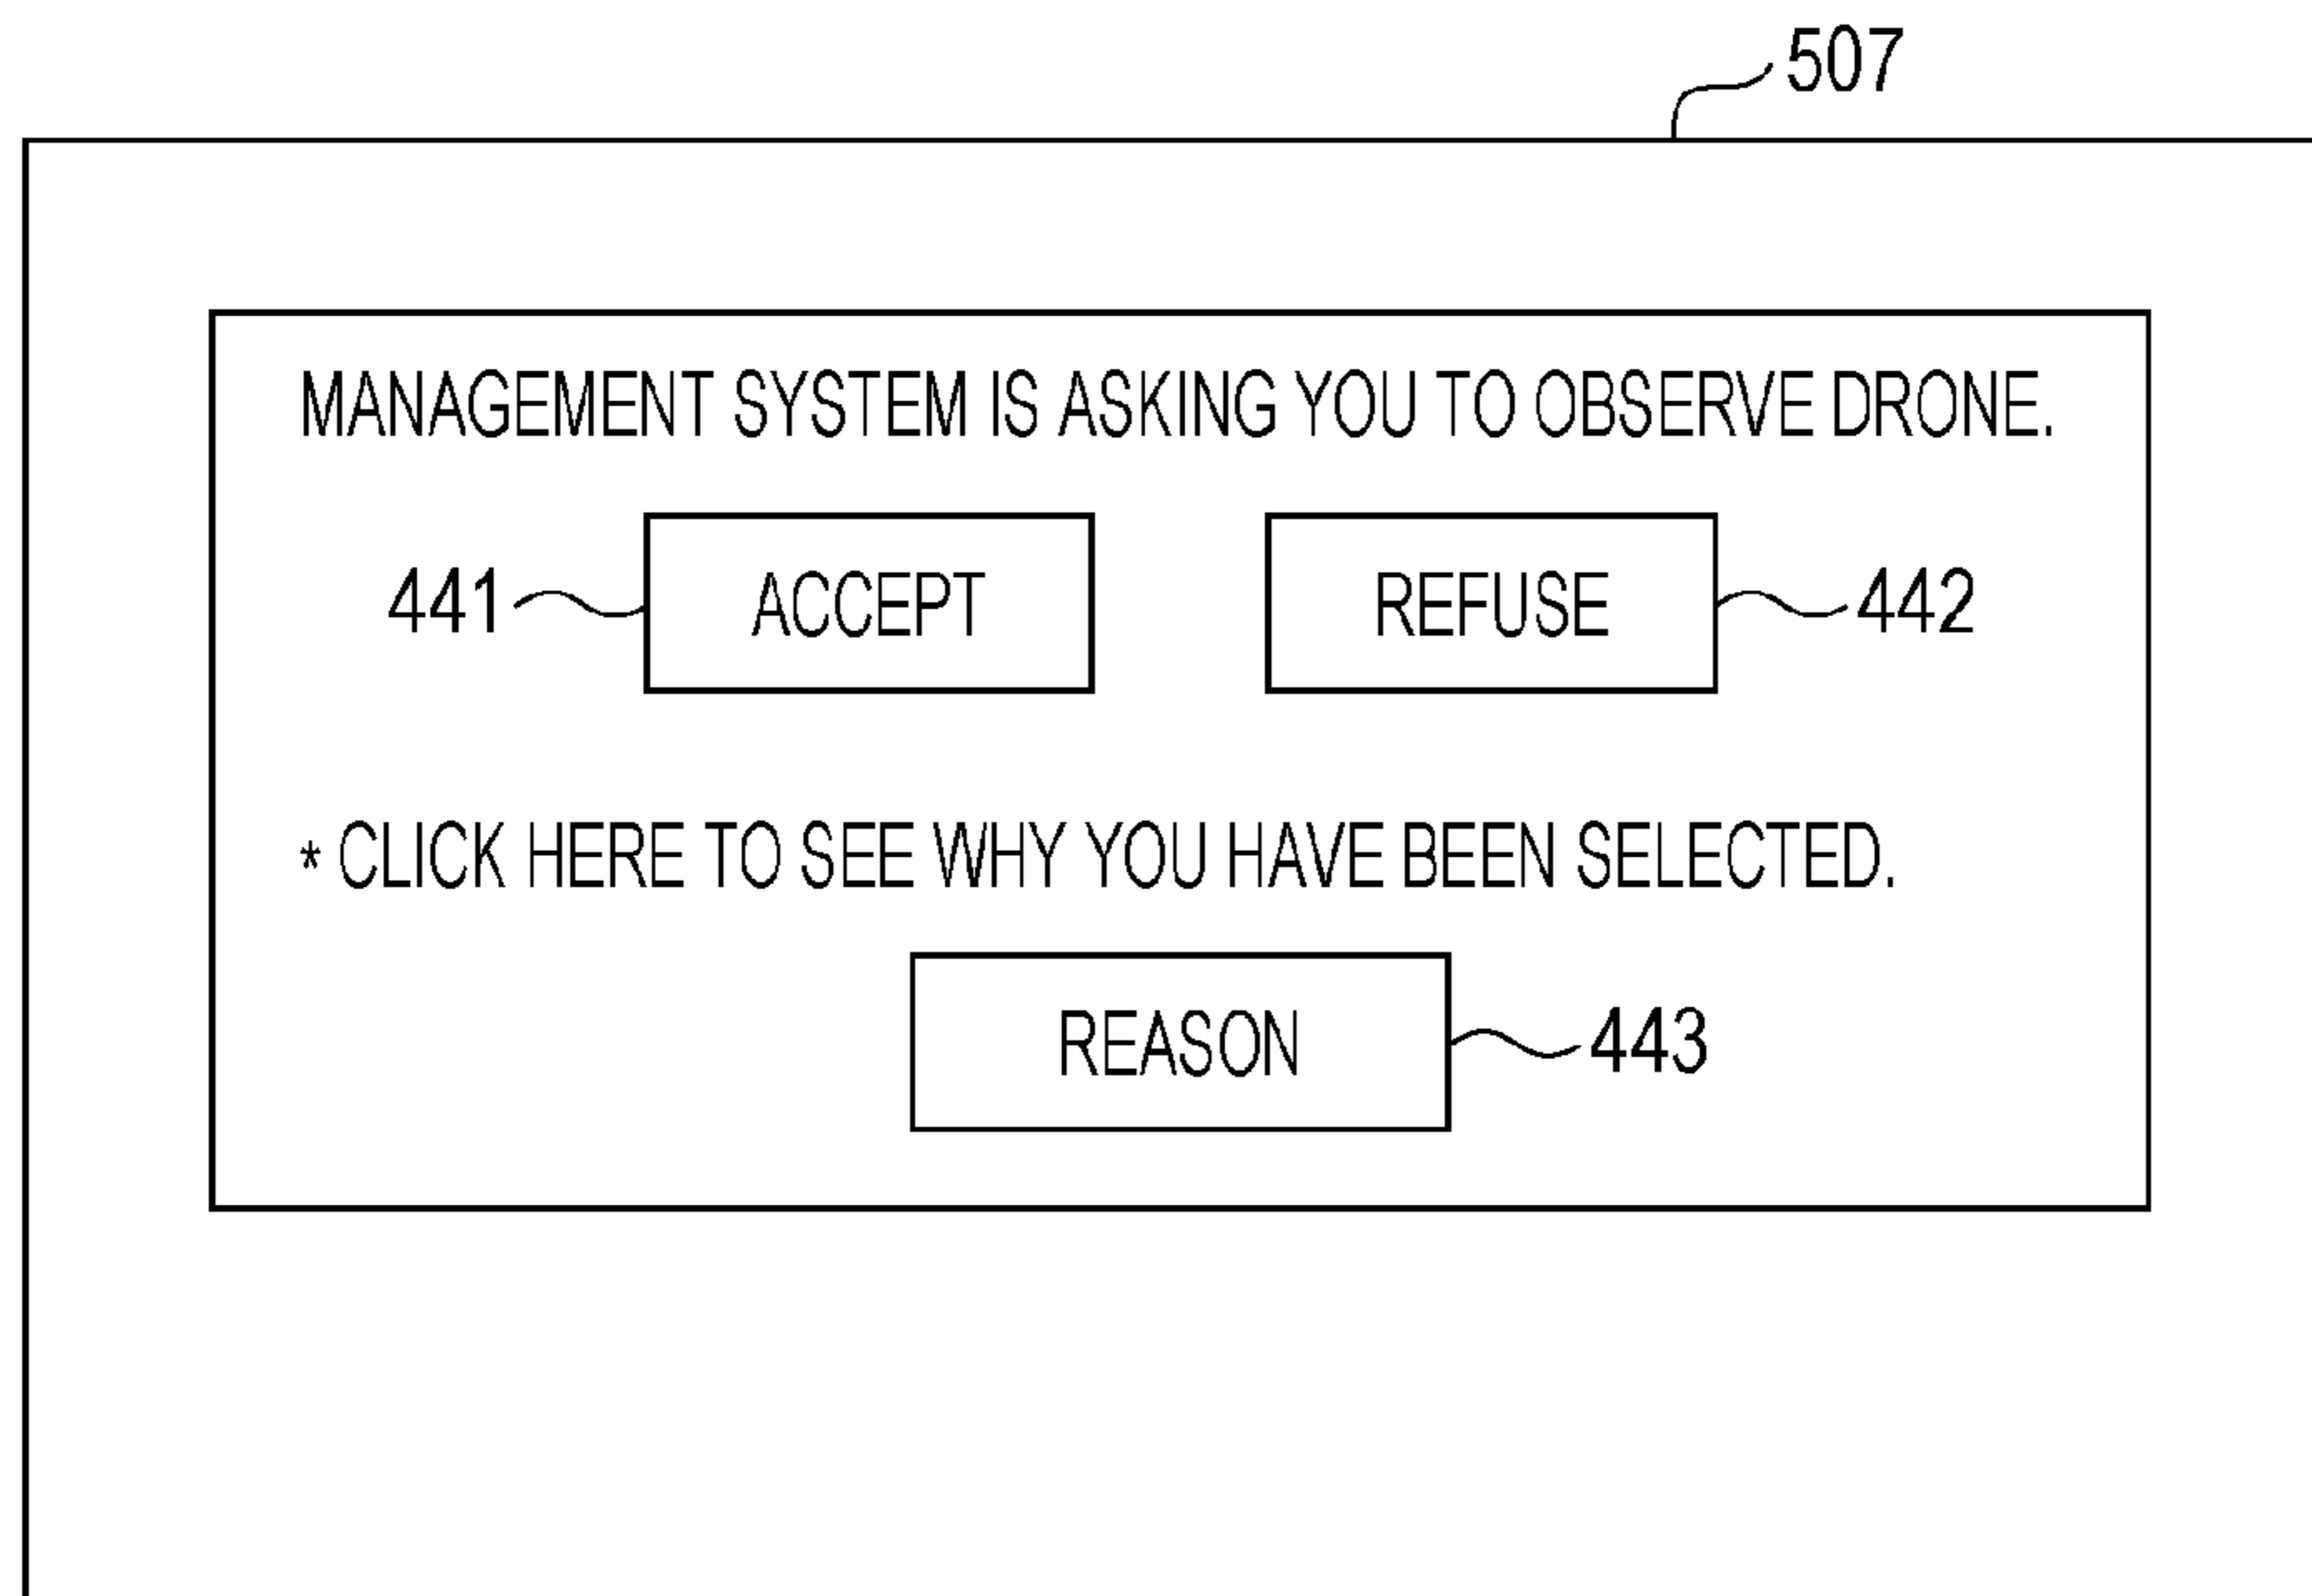 507
MANAGEMENT SYSTEM IS ASKING YOU TO OBSERVE DRONE.
441 ACCEPT REFUSE 442
* CLICK HERE TO SEE WHY YOU HAVE BEEN SELECTED.
REASON 443